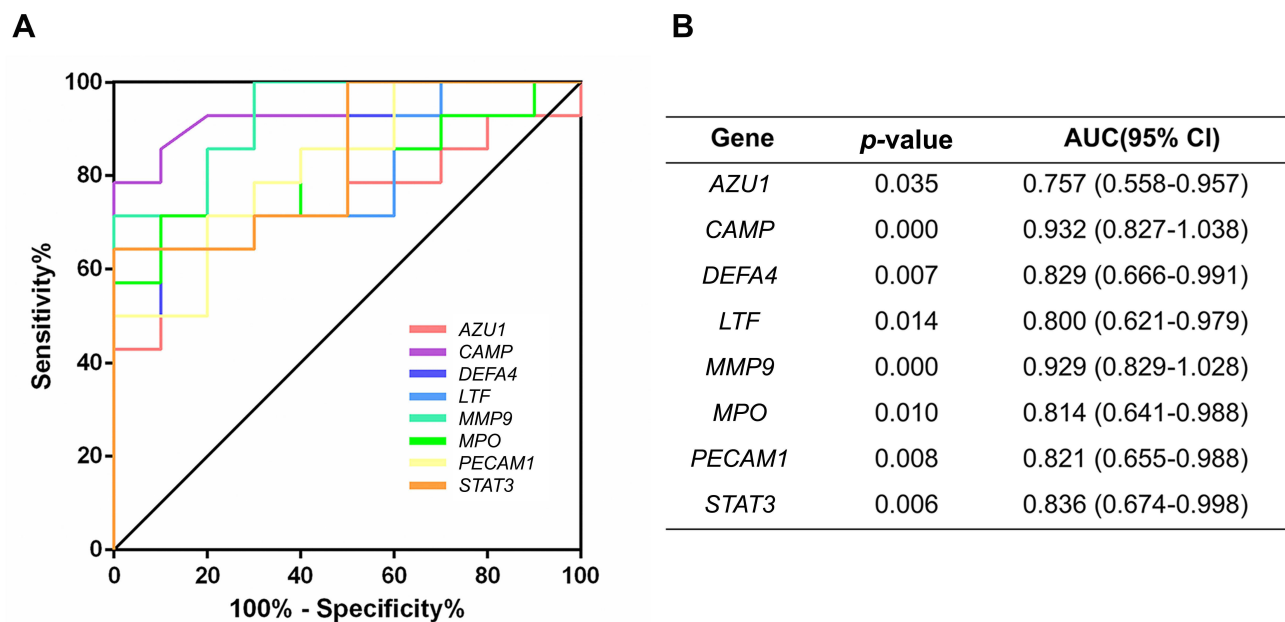 A
B
100
80
60
40
20
0
Sensitivity%
0 20 40 60 80 100
100% - Specificity%
AZU1
CAMP
DEFA4
LTF
MMP9
MPO
PECAM1
STAT3
Gene p-value AUC(95% CI)
AZU1 0.035 0.757 (0.558-0.957)
CAMP 0.000 0.932 (0.827-1.038)
DEFA4 0.007 0.829 (0.666-0.991)
LTF 0.014 0.800 (0.621-0.979)
MMP9 0.000 0.929 (0.829-1.028)
MPO 0.010 0.814 (0.641-0.988)
PECAM1 0.008 0.821 (0.655-0.988)
STAT3 0.006 0.836 (0.674-0.998)